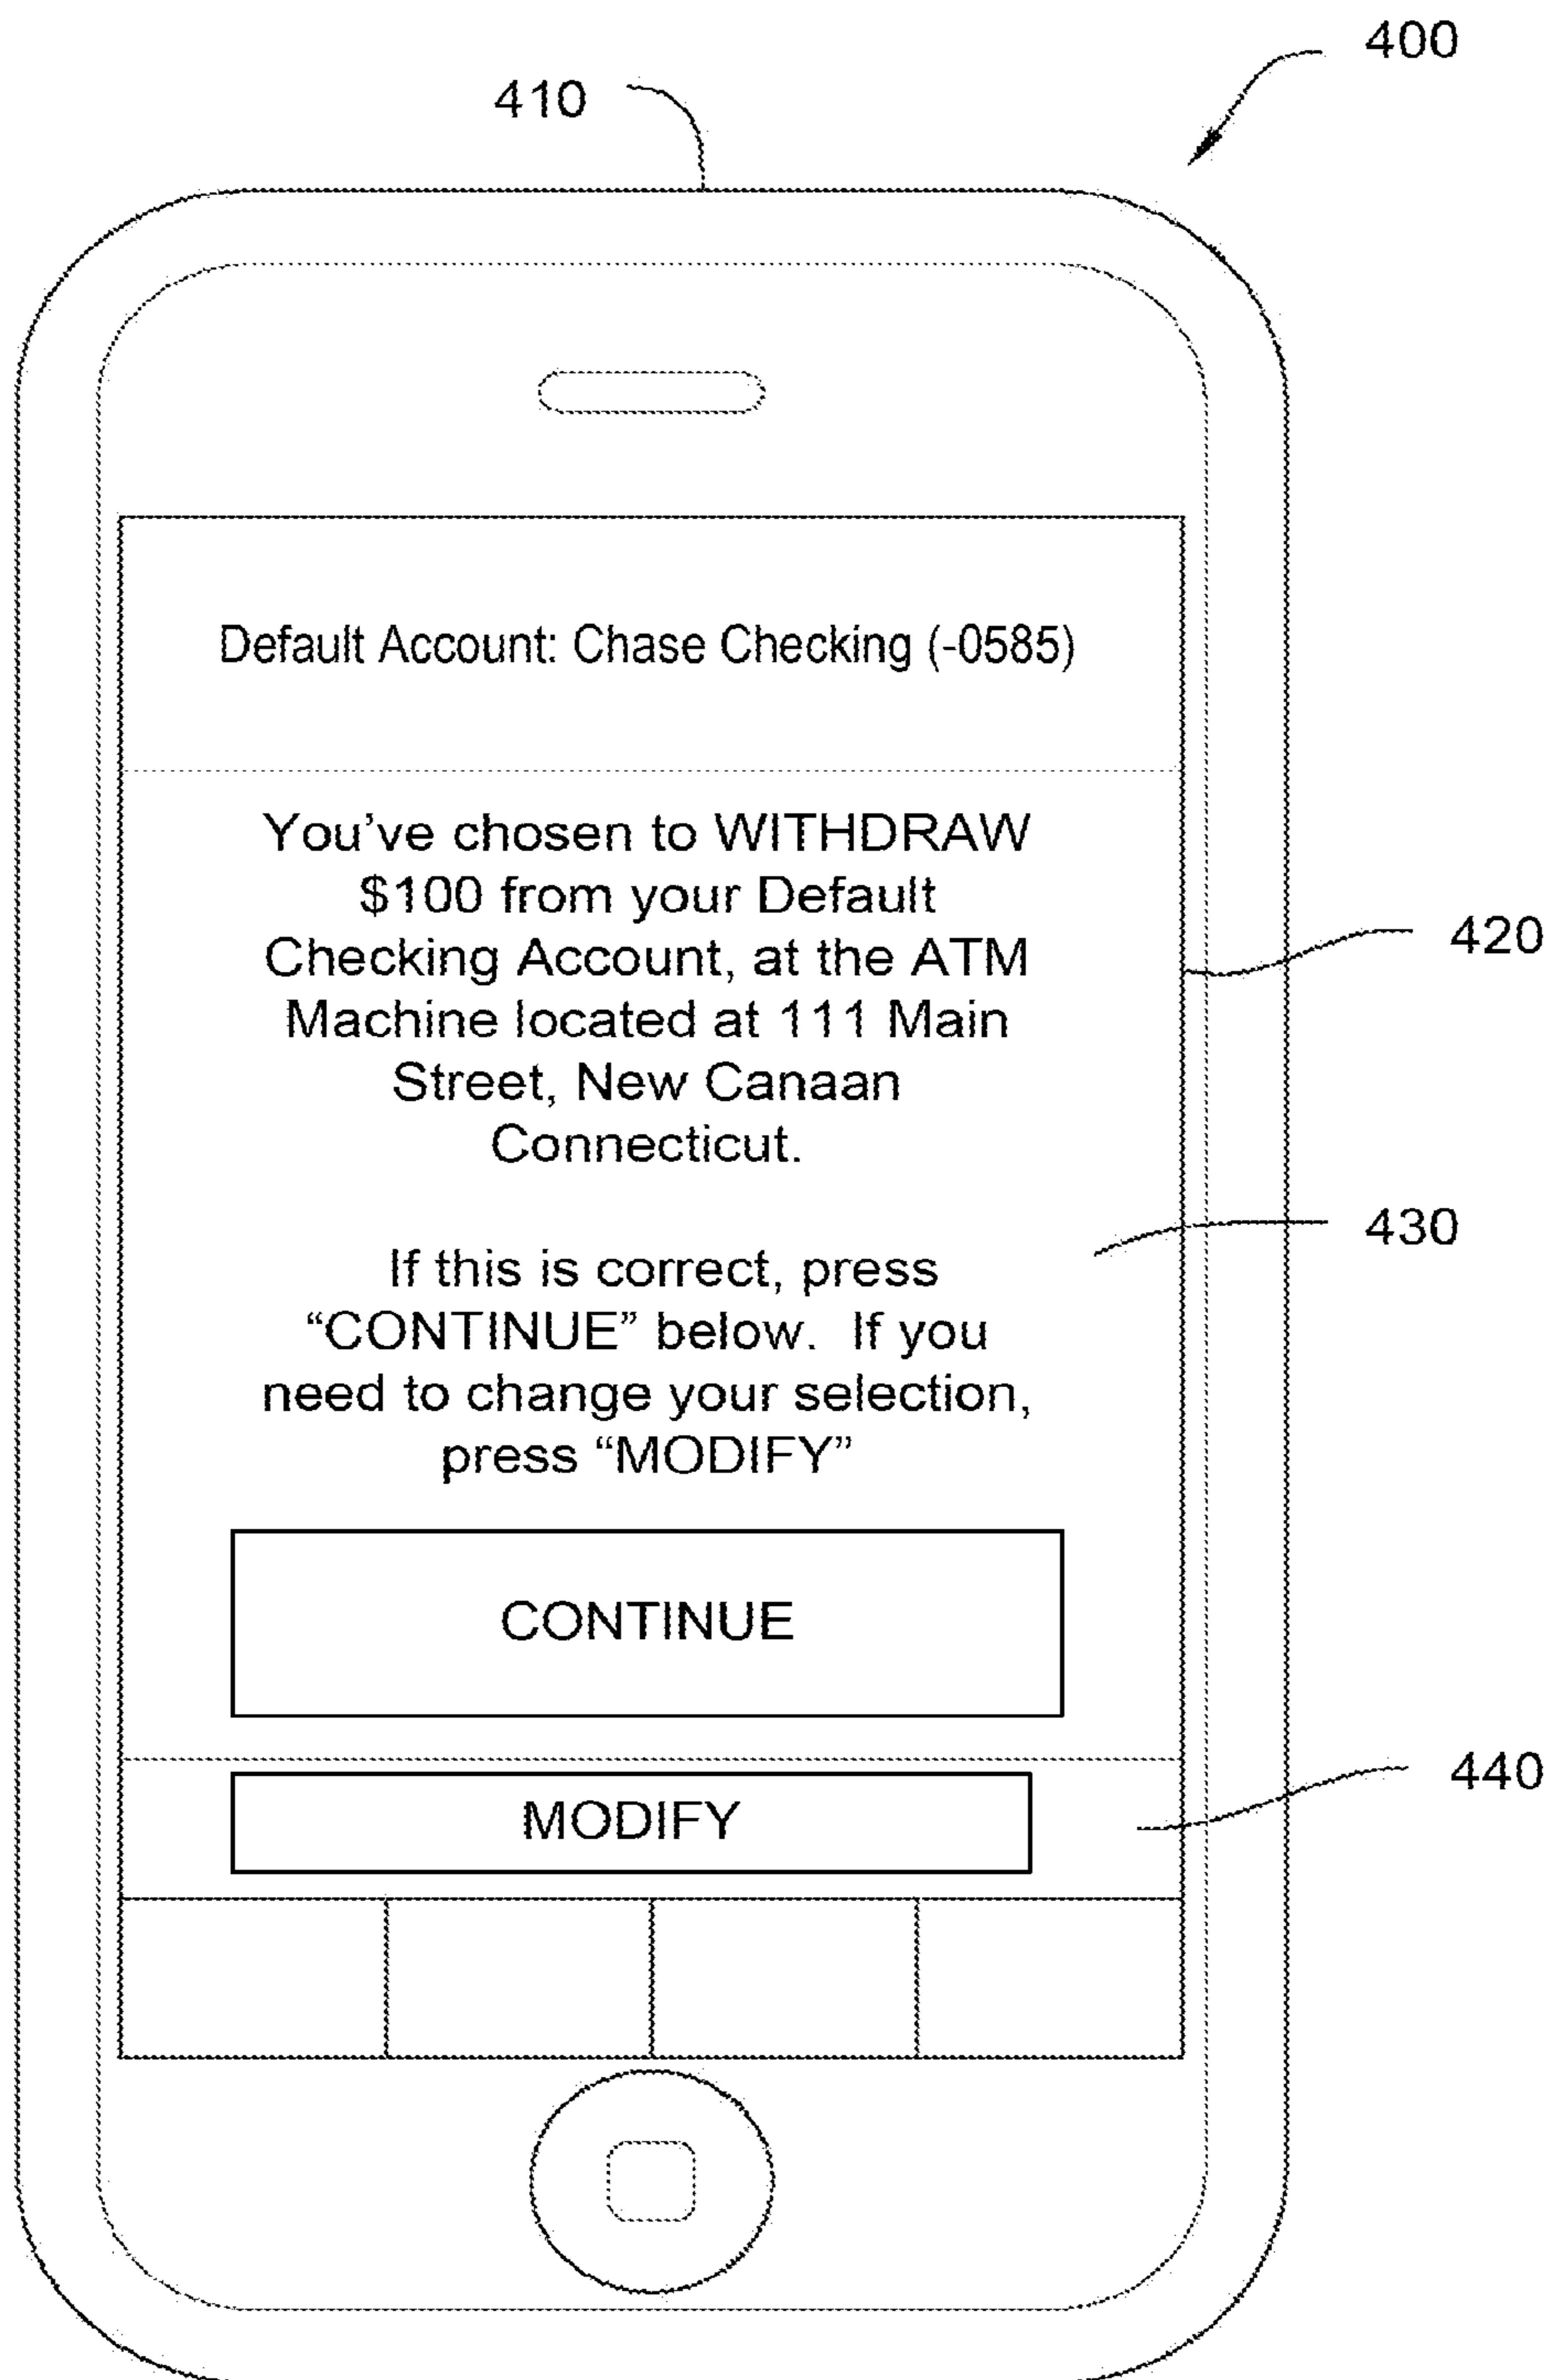 400
410
Default Account: Chase Checking (-0585)
You’ve chosen to WITHDRAW
$100 from your Default
Checking Account, at the ATM
Machine located at 111 Main
Street, New Canaan
Connecticut.
420
430
If this is correct, press
“CONTINUE” below.  If you
need to change your selection,
press “MODIFY”
CONTINUE
440
MODIFY